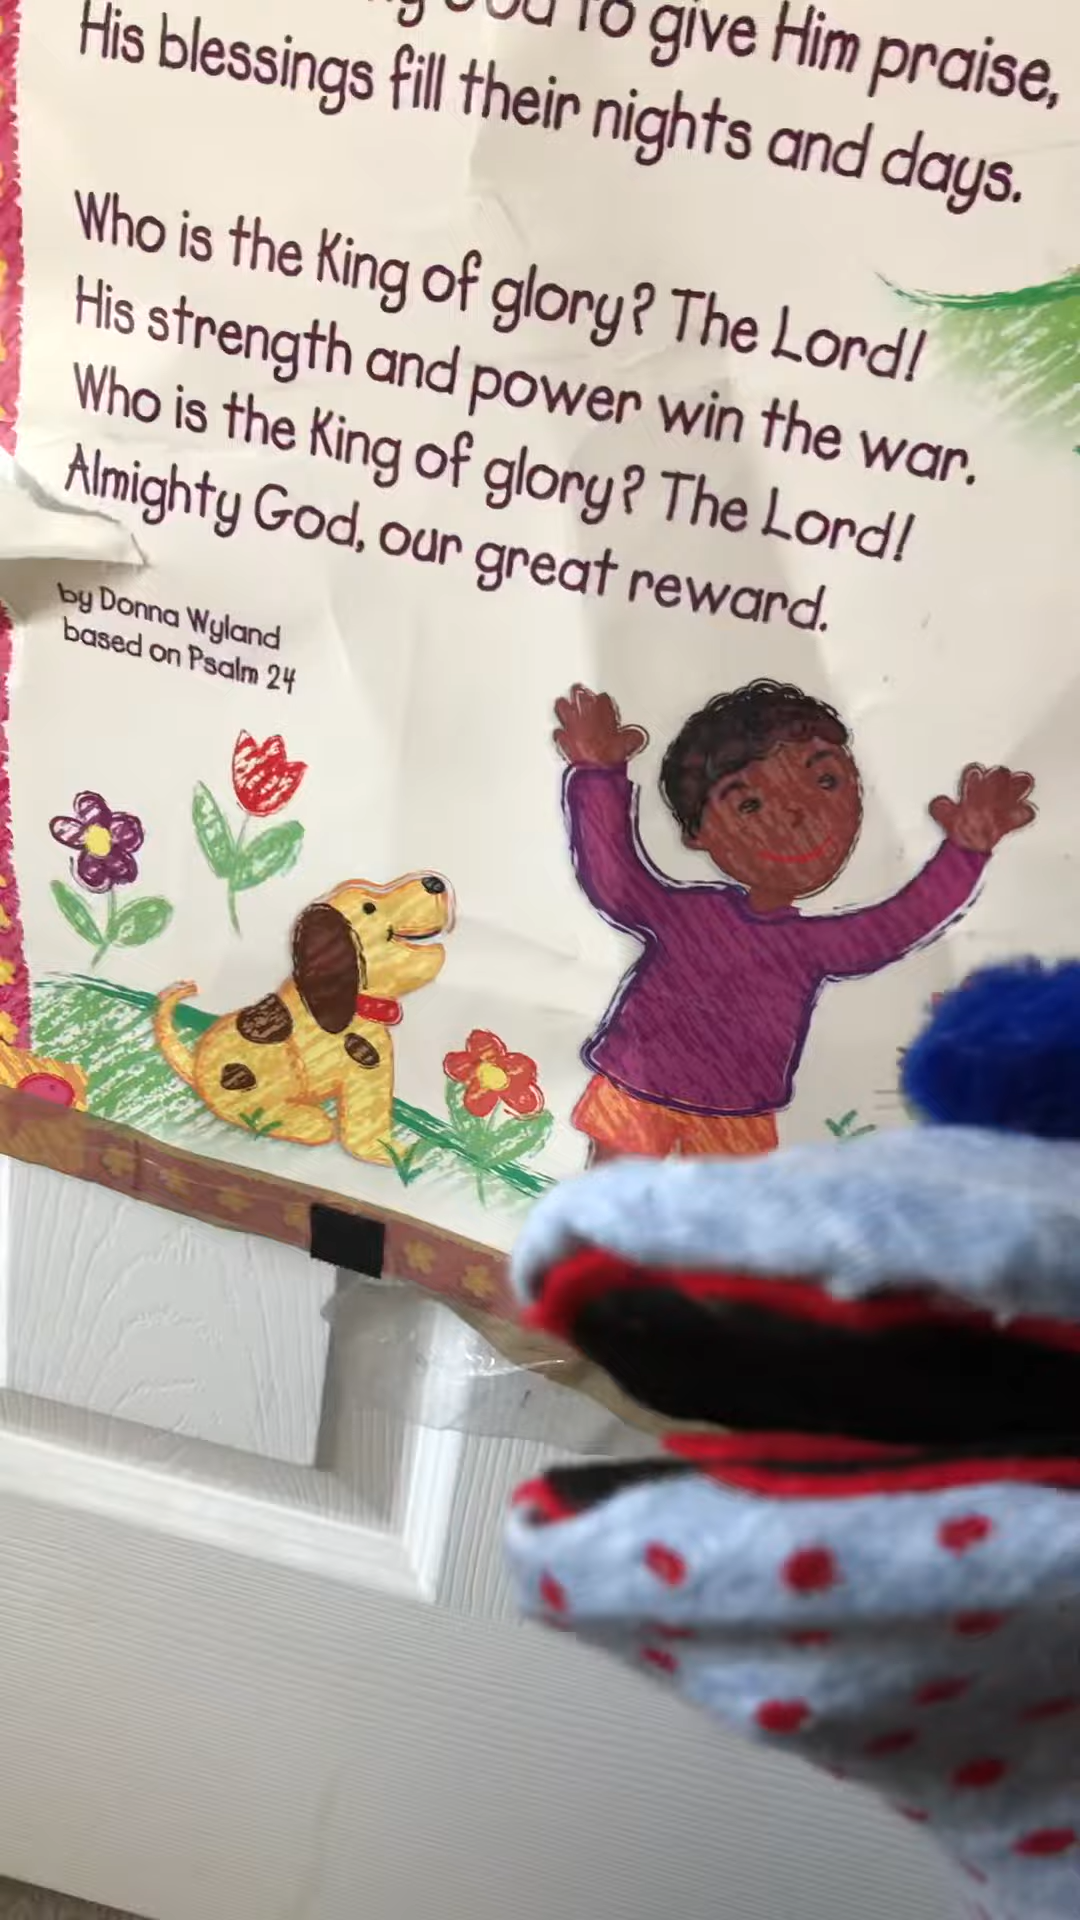 to give Him praise,
His blessings fill their nights and days.
Who is the King of glory? The Lord!
His strength and power win the war.
Who is the King of glory? The Lord!
Almighty God, our great reward.
by Donna Wyland
based on Psalm 24